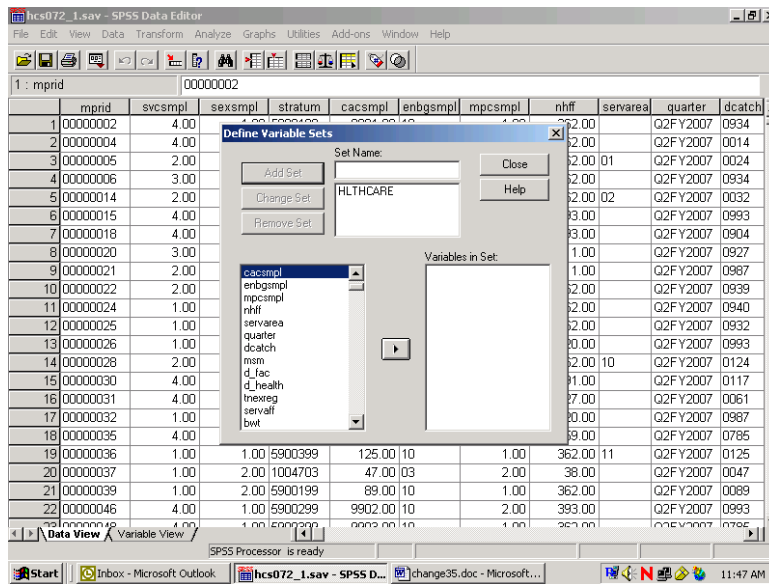 hcs072_1.sav - SPSS Data Editor
File Edit View Data Transform Analyze Graphs Utilities Add-ons Window Help
1 : mprid 00000002
mprid svcsmpl sexsmpl stratum cacsmpl enbgsmpl mpcsmpl nhff servarea quarter dcatch
1 00000002 4.00 Q2FY2007 0934
Define Variable Sets
2 00000004 4.00 Q2FY2007 0014
Set Name:
3 00000005 2.00 01 Q2FY2007 0024
Add Set
Close
4 00000006 3.00 Q2FY2007 0934
5 00000014 2.00 02 Q2FY2007 0032
Change Set
HLTHCARE
Help
6 00000015 4.00 Q2FY2007 0993
Remove Set
7 00000018 4.00 Q2FY2007 0904
8 00000020 3.00 Q2FY2007 0927
Variables in Set:
9 00000021 2.00 1.00 Q2FY2007 0987
10 00000022 2.00 Q2FY2007 0939
11 00000024 1.00 Q2FY2007 0940
12 00000025 1.00 Q2FY2007 0932
13 00000026 1.00 Q2FY2007 0993
14 00000028 2.00 10 Q2FY2007 0124
15 00000030 4.00 Q2FY2007 0117
16 00000031 4.00 Q2FY2007 0061
17 00000032 1.00 Q2FY2007 0987
18 00000035 4.00 Q2FY2007 0785
cacsmpl
enbgsmpl
mpcsmpl
nhff
servarea
quarter
dcatch
msm
d_fac
d_health
tnexreg
servaff
bwt
19 00000036 1.00 1.00 5900399 125.00 10 1.00 362.00 11 Q2FY2007 0125
20 00000037 1.00 2.00 1004703 47.00 03 2.00 38.00 Q2FY2007 0047
21 00000039 1.00 2.00 5900199 89.00 10 1.00 362.00 Q2FY2007 0089
22 00000046 4.00 1.00 5900299 9902.00 10 2.00 393.00 Q2FY2007 0993
Data View Variable View
SPSS Processor is ready
Start Inbox - Microsoft Outlook hcs072_1.sav - SPSS D... change35.doc - Microsoft... 11:47 AM